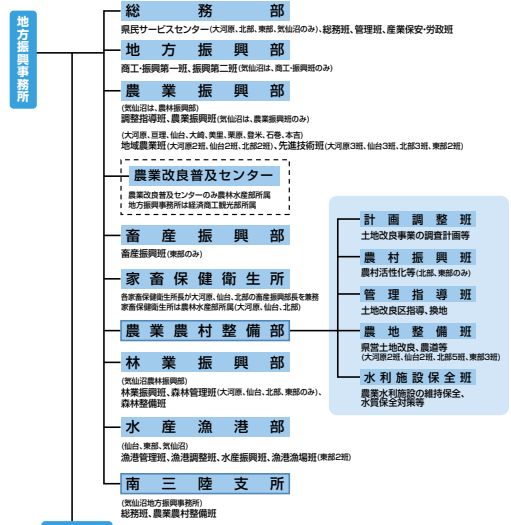 地方振興事務所
総務部
県民サービスセンター(大河原、北部、東部、気仙沼のみ)、総務班、管理班、産業保安・労政班
地方振興部
商工・振興第一班、振興第二班(気仙沼は、商工・振興班のみ)
農業振興部
(気仙沼は、農林振興部)
調整指導班、農業振興班(気仙沼は、農業振興班のみ)
(大河原、亘理、仙台、大崎、美里、栗原、登米、石巻、本吉)
地域農業班(大河原2班、仙台2班、北部2班)、先進技術班(大河原3班、仙台3班、北部3班、東部2班)
農業改良普及センター
農業改良普及センターのみ農林水産部所属
地方振興事務所は経済商工観光部所属
畜産振興部
畜産振興班(東部のみ)
家畜保健衛生所
各家畜保健衛生所長が大河原、仙台、北部の畜産振興部長を兼務
家畜保健衛生所は農林水産部所属(大河原、仙台、北部)
農業農村整備部
林業振興部
(気仙沼農林振興部)
林業振興班、森林管理班(大河原、仙台、北部、東部のみ)、
森林整備班
水産漁港部
(仙台、東部、気仙沼)
漁港管理班、漁港調整班、水産振興班、漁港漁場班(東部2班)
南三陸支所
(気仙沼地方振興事務所)
総務班、農業農村整備班
計画調整班
土地改良事業の調査計画等
農村振興班
農村活性化等(北部、東部のみ)
管理指導班
土地改良区指導、換地
農地整備班
県営土地改良、農道等
(大河原2班、仙台2班、北部5班、東部3班)
水利施設保全班
農業水利施設の維持保全、
水質保全対策等